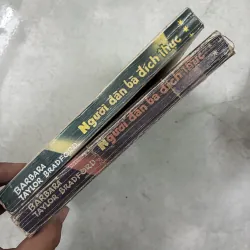 BARBARA
TAYLOR BRADFORD
Người đàn bà đích thực
BARBARA
TAYLOR BRADFORD
Người đàn bà đích thực